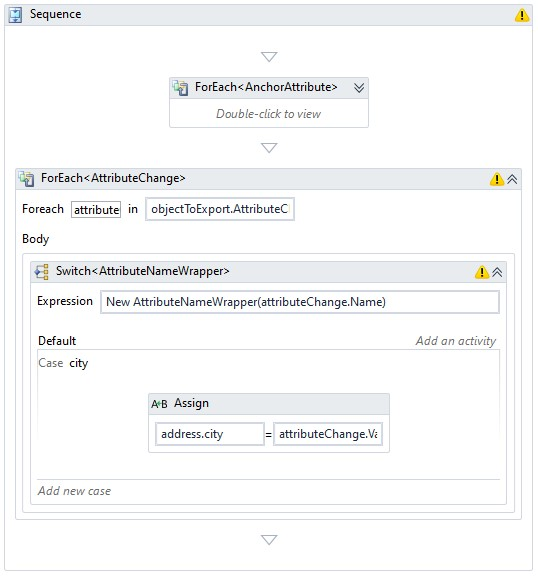 Sequence
ForEach<AnchorAttribute>
Double-click to view
ForEach<AttributeChange>
Foreach attribute in objectToExport.AttributeC
Body
Switch<AttributeNameWrapper>
Expression New AttributeNameWrapper(attributeChange.Name)
Default Add an activity
Case city
A+B Assign
address.city = attributeChange.Va
Add new case